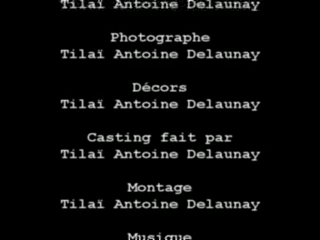 Tilaï Antoine Delaunay
Photographe
Tilaï Antoine Delaunay
Décors
Tilaï Antoine Delaunay
Casting fait par
Tilaï Antoine Delaunay
Montage
Tilaï Antoine Delaunay
Musique